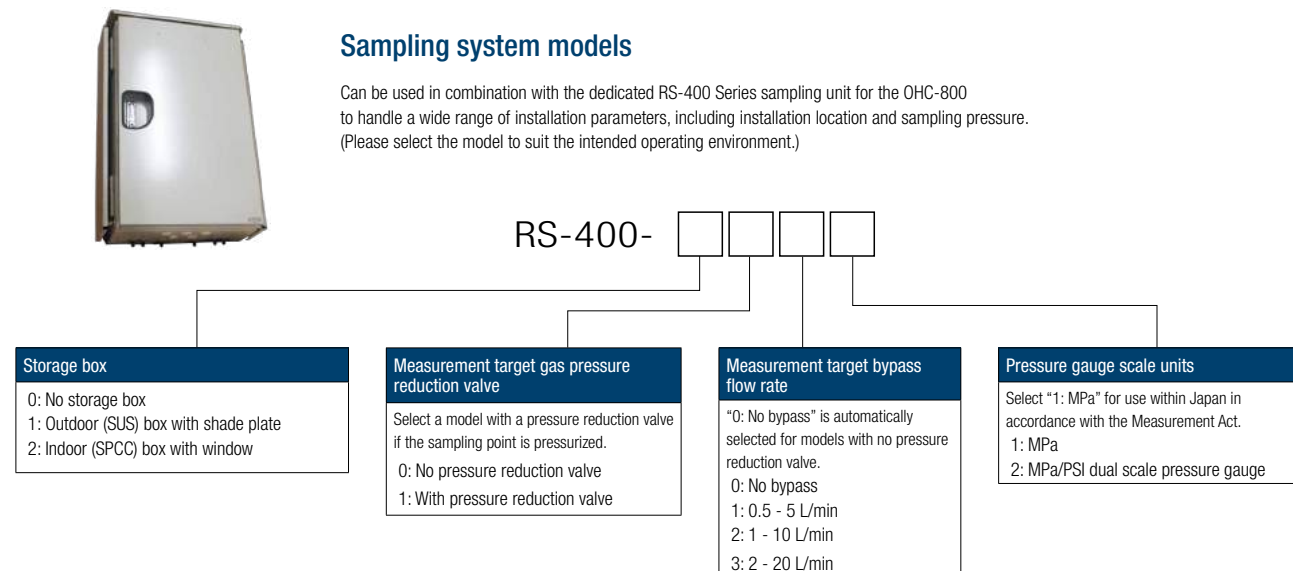 Sampling system models
Can be used in combination with the dedicated RS-400 Series sampling unit for the OHC-800
to handle a wide range of installation parameters, including installation location and sampling pressure.
(Please select the model to suit the intended operating environment.)
RS-400-
Storage box
0: No storage box
1: Outdoor (SUS) box with shade plate
2: Indoor (SPCC) box with window
Measurement target gas pressure
reduction valve
Select a model with a pressure reduction valve
if the sampling point is pressurized.
0: No pressure reduction valve
1: With pressure reduction valve
Measurement target bypass
flow rate
“0: No bypass” is automatically
selected for models with no pressure
reduction valve.
0: No bypass
1: 0.5 - 5 L/min
2: 1 - 10 L/min
3: 2 - 20 L/min
Pressure gauge scale units
Select “1: MPa” for use within Japan in
accordance with the Measurement Act.
1: MPa
2: MPa/PSI dual scale pressure gauge